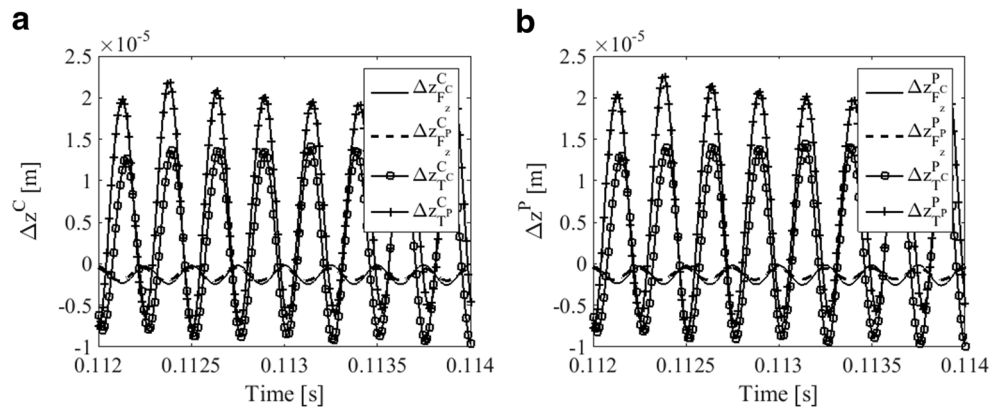 a
×10⁻⁵
2.5
2
1.5
1
0.5
0
-0.5
-1
Δz^C [m]
0.112 0.1125 0.113 0.1135 0.114
Time [s]
Δz^C_{F_z^C}
Δz^C_{F_z^P}
Δz^C_{T^C}
Δz^C_{T^P}
b
×10⁻⁵
2.5
2
1.5
1
0.5
0
-0.5
-1
Δz^P [m]
0.112 0.1125 0.113 0.1135 0.114
Time [s]
Δz^P_{F_z^C}
Δz^P_{F_z^P}
Δz^P_{T^C}
Δz^P_{T^P}